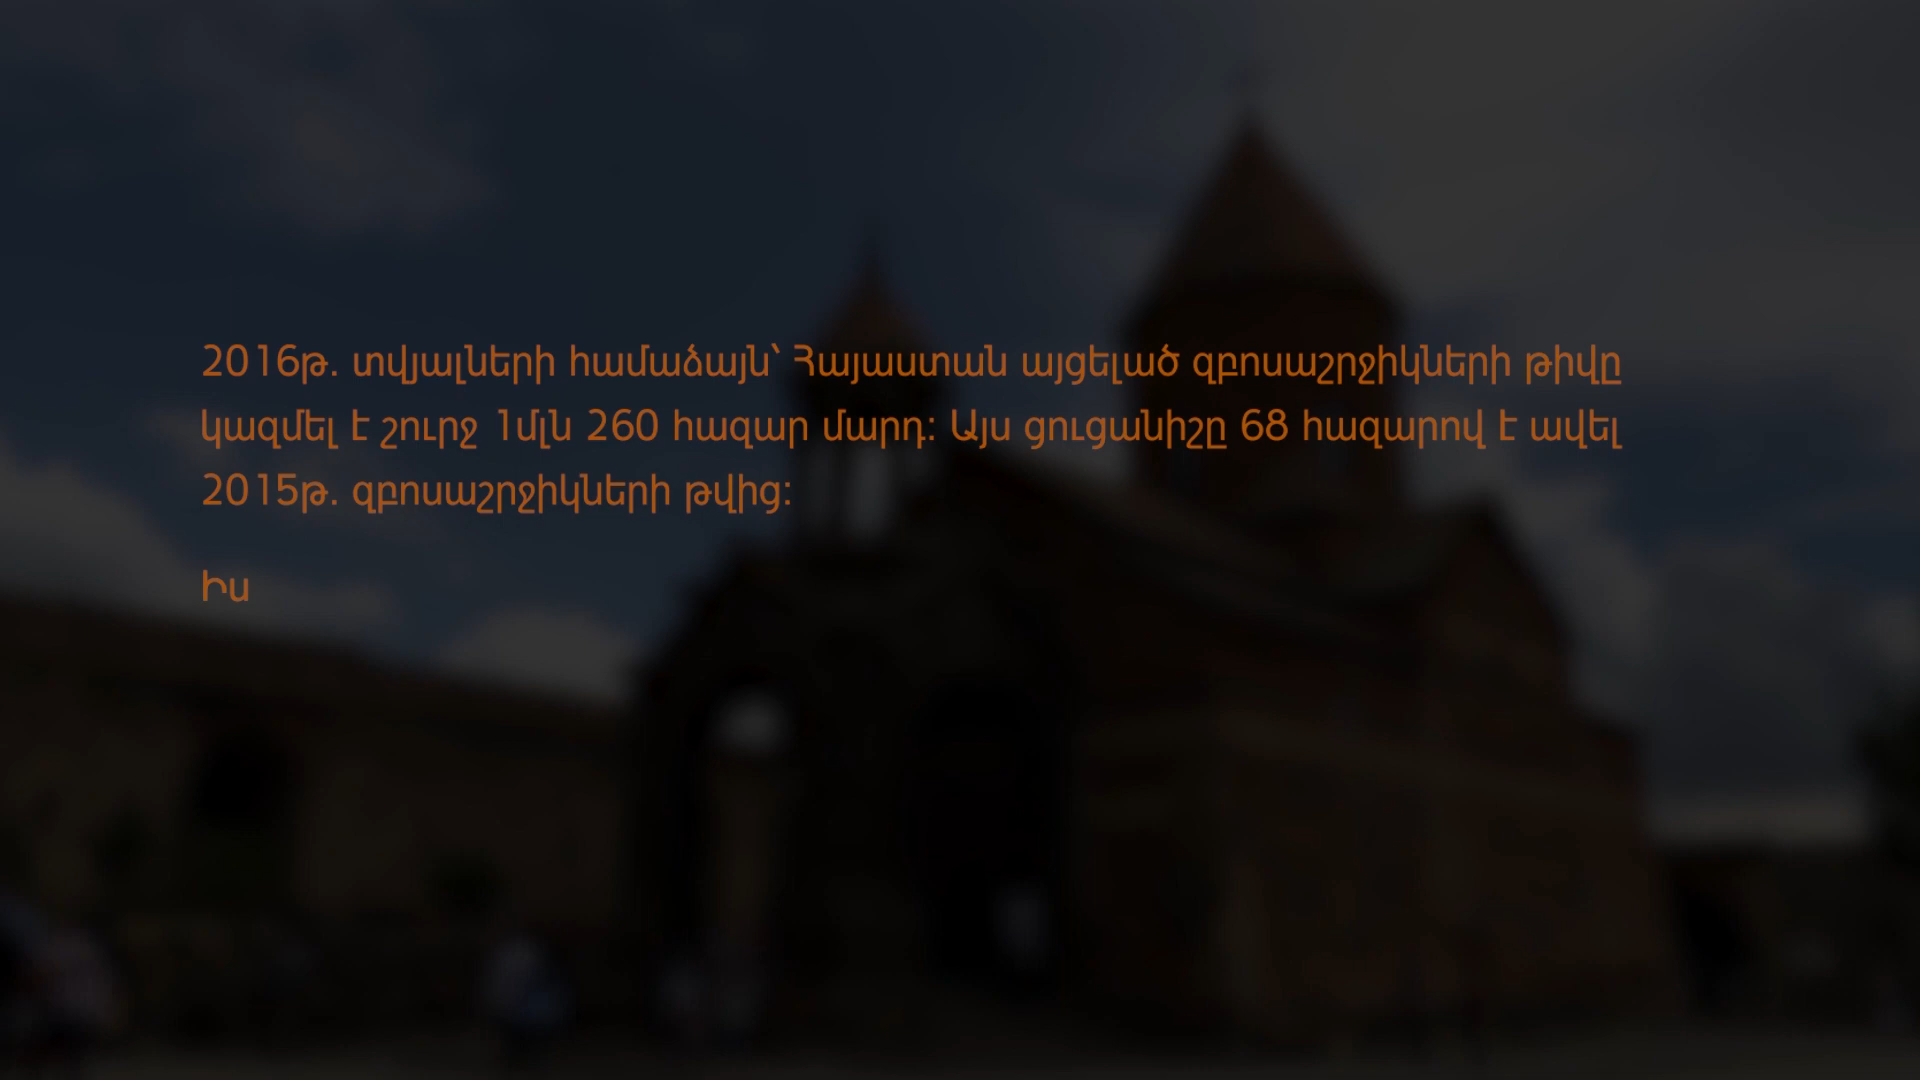 2016թ. տվյալների համաձայն՝ Հայաստան այցելած զբոսաշրջիկների թիվը
կազմել է շուրջ 1մլն 260 հազար մարդ: Այս ցուցանիշը 68 հազարով է ավել
2015թ. զբոսաշրջիկների թվից:
Իս